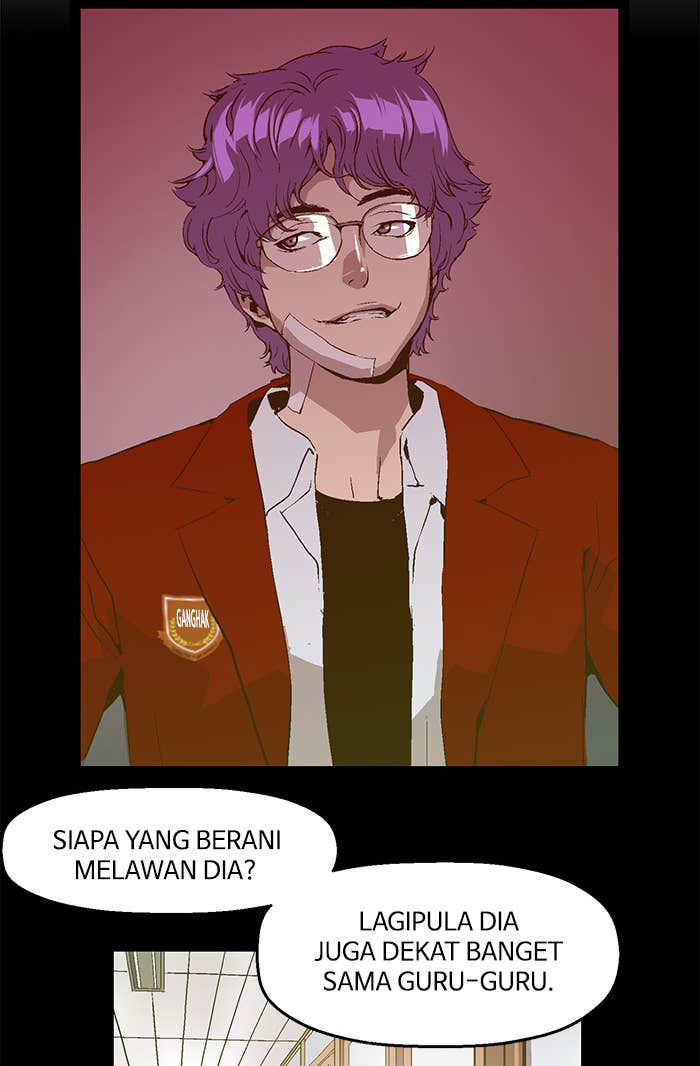 GANGHAK
SIAPA YANG BERANI
MELAWAN DIA?
LAGIPULA DIA
JUGA DEKAT BANGET
SAMA GURU-GURU.